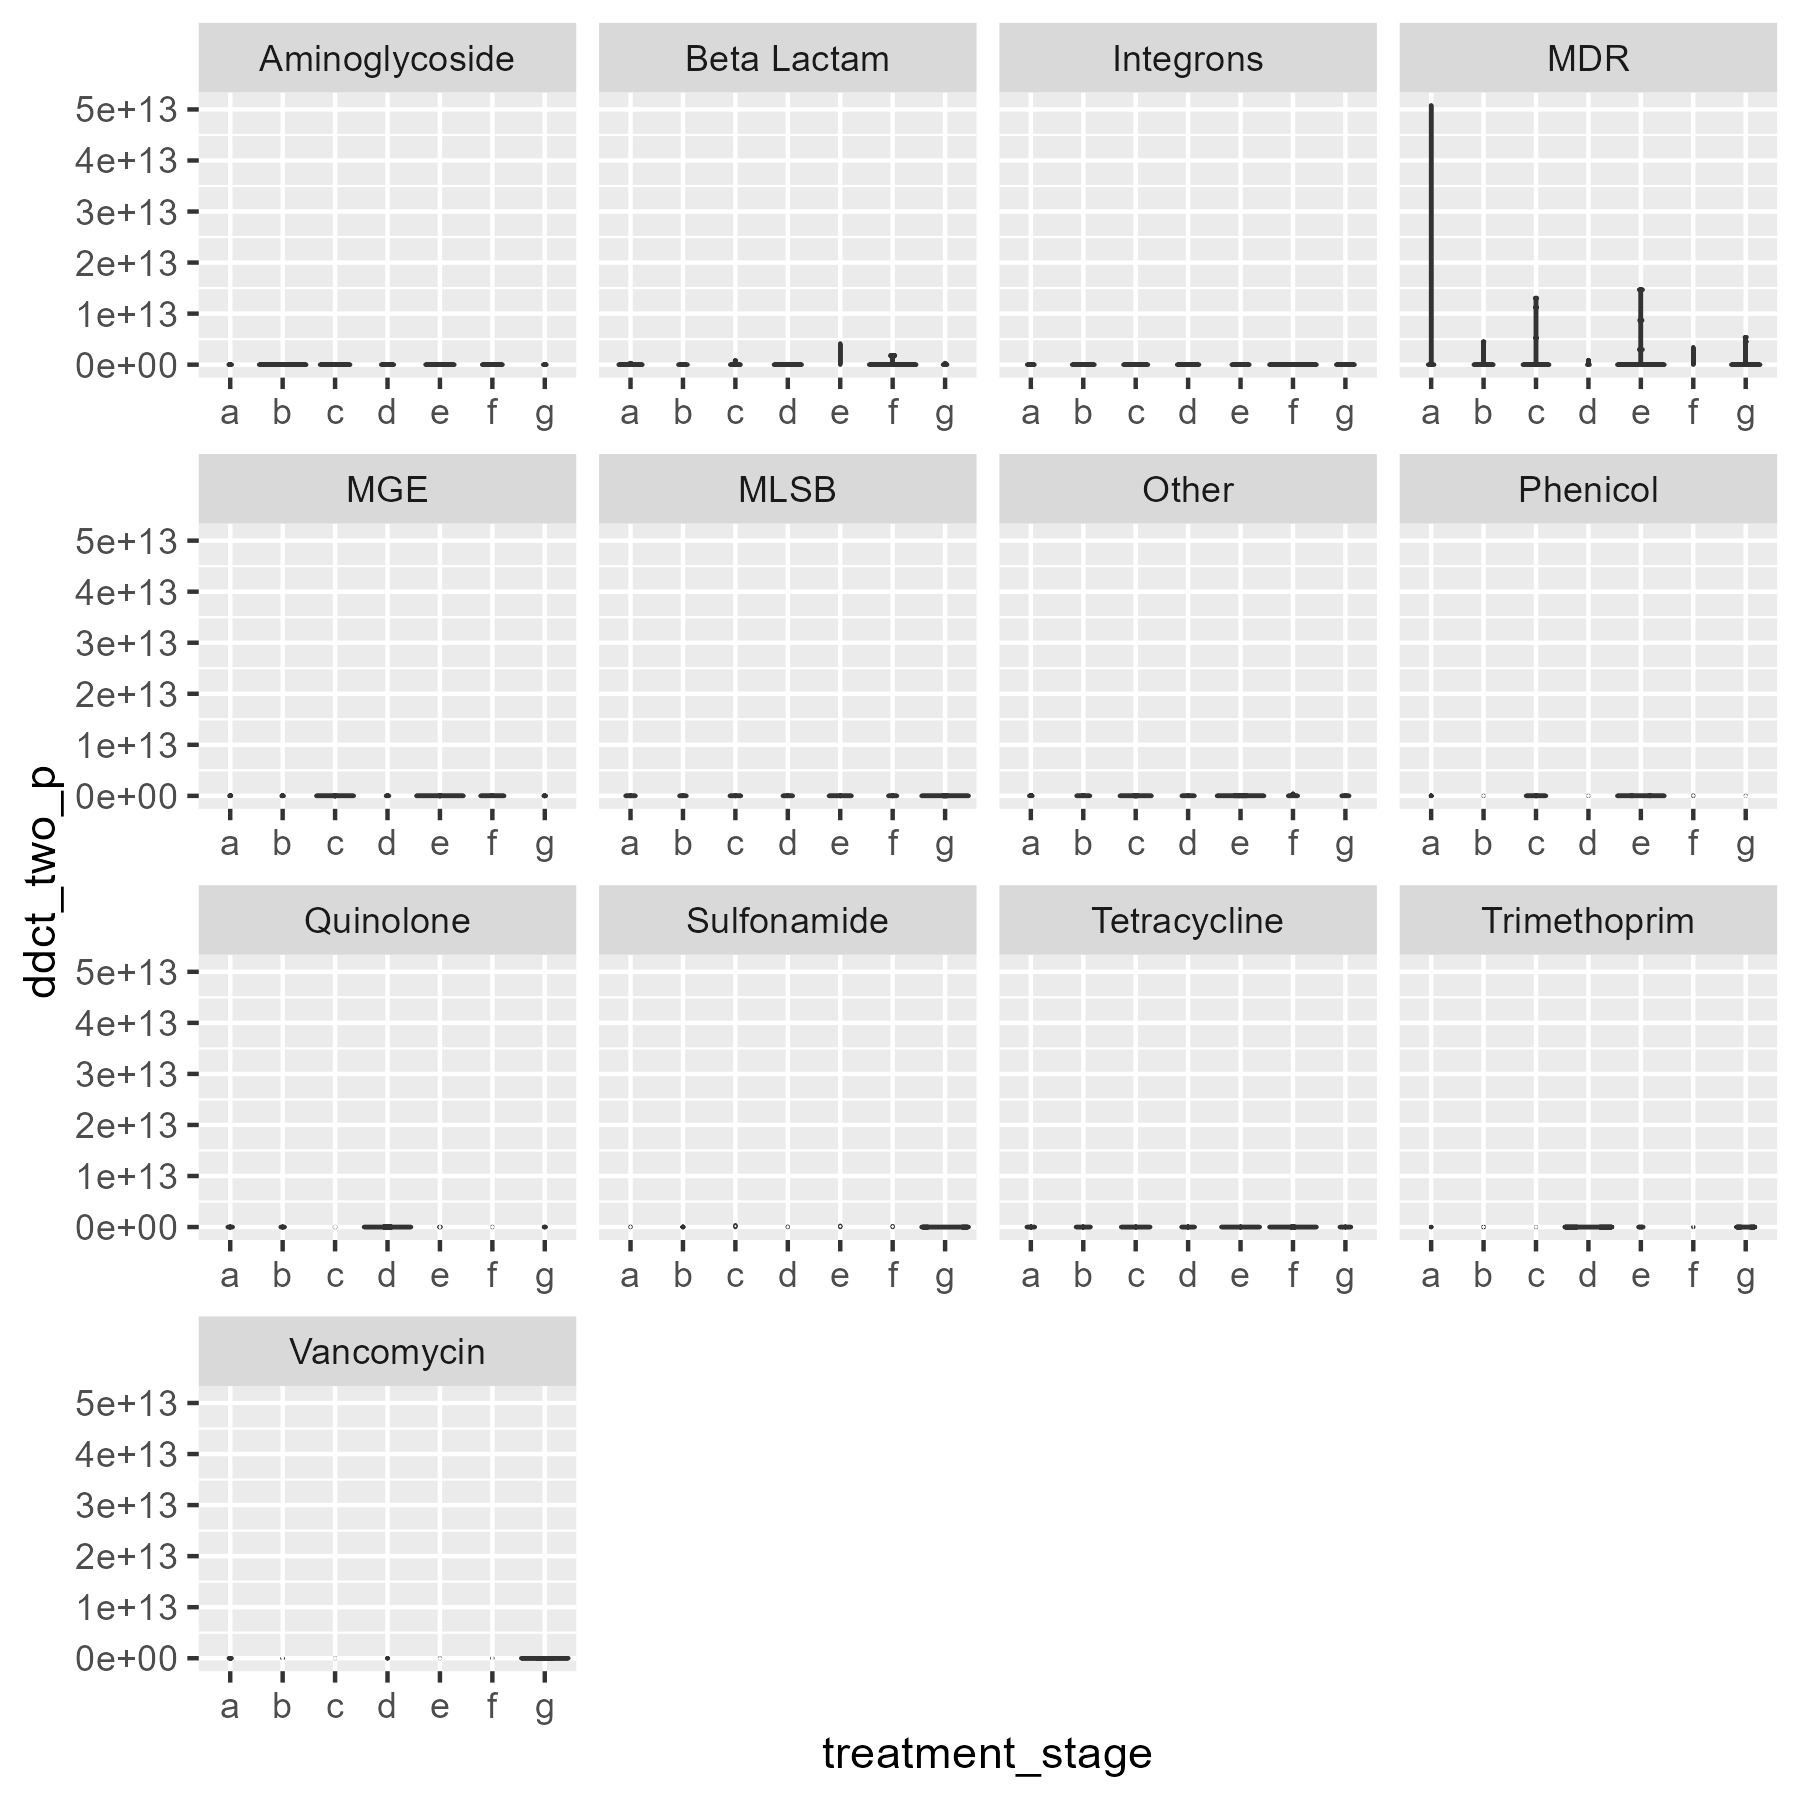 Aminoglycoside Beta Lactam Integrons MDR
5e+13
4e+13
3e+13
2e+13
1e+13
0e+00
a b c d e f g a b c d e f g a b c d e f g a b c d e f g
MGE MLSB Other Phenicol
5e+13
4e+13
3e+13
2e+13
1e+13
0e+00
a b c d e f g a b c d e f g a b c d e f g a b c d e f g
ddct_two_p
Quinolone Sulfonamide Tetracycline Trimethoprim
5e+13
4e+13
3e+13
2e+13
1e+13
0e+00
a b c d e f g a b c d e f g a b c d e f g a b c d e f g
Vancomycin
5e+13
4e+13
3e+13
2e+13
1e+13
0e+00
a b c d e f g
treatment_stage